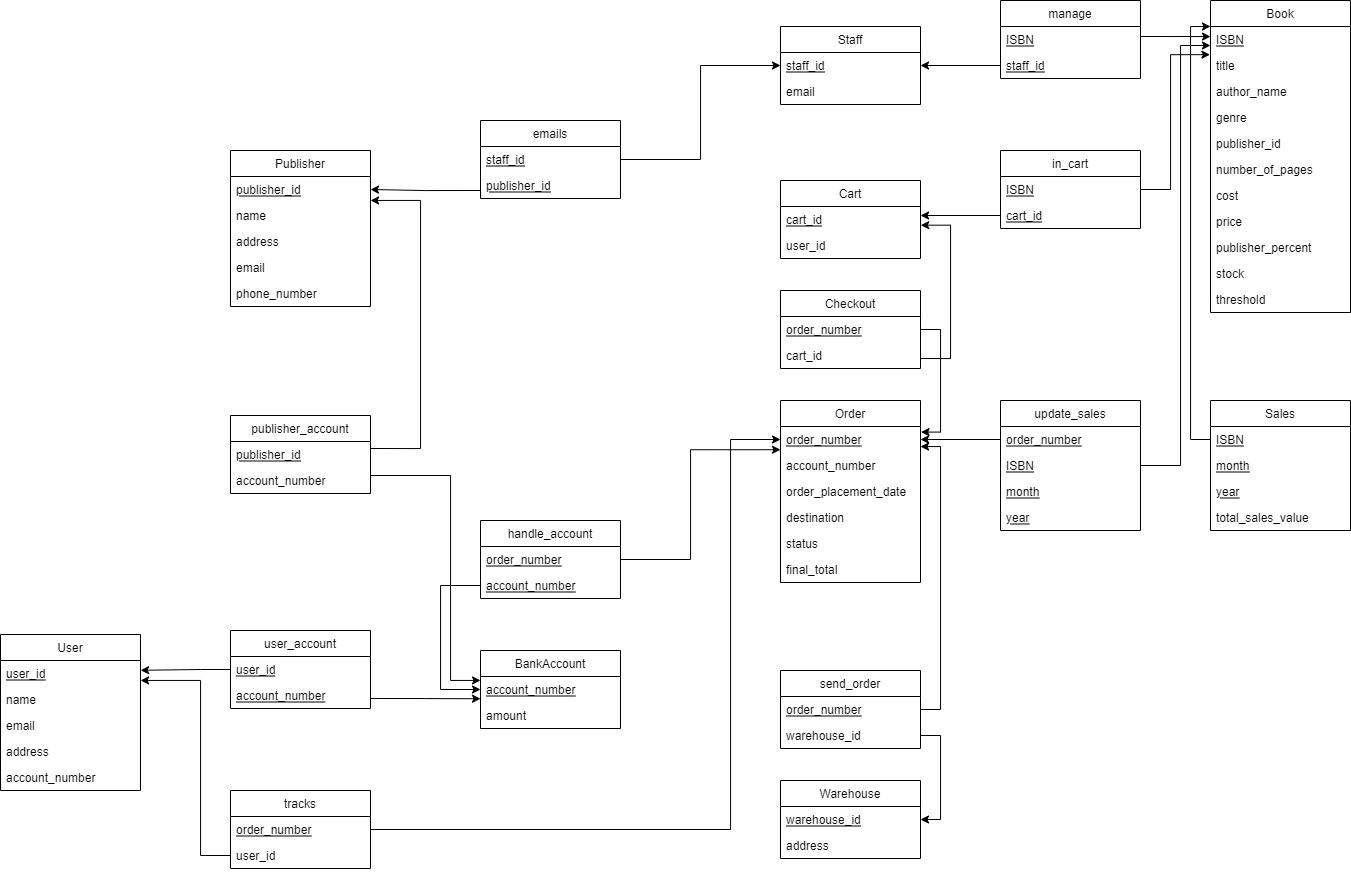 manage
ISBN
staff_id
Book
ISBN
title
author_name
genre
publisher_id
number_of_pages
cost
price
publisher_percent
stock
threshold
Staff
staff_id
email
emails
staff_id
publisher_id
Publisher
publisher_id
name
address
email
phone_number
in_cart
ISBN
cart_id
Cart
cart_id
user_id
Checkout
order_number
cart_id
Order
order_number
account_number
order_placement_date
destination
status
final_total
update_sales
order_number
ISBN
month
year
Sales
ISBN
month
year
total_sales_value
publisher_account
publisher_id
account_number
handle_account
order_number
account_number
User
user_id
name
email
address
account_number
user_account
user_id
account_number
BankAccount
account_number
amount
send_order
order_number
warehouse_id
Warehouse
warehouse_id
address
tracks
order_number
user_id